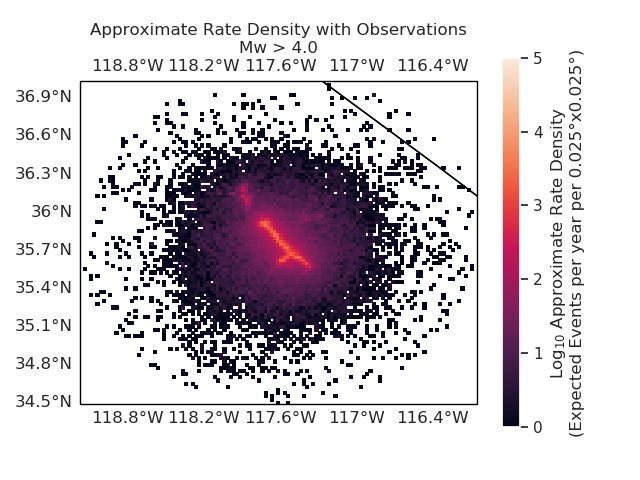 Approximate Rate Density with Observations
Mw > 4.0
118.8°W 118.2°W 117.6°W 117°W 116.4°W
36.9°N
36.6°N
36.3°N
36°N
35.7°N
35.4°N
35.1°N
34.8°N
34.5°N
118.8°W 118.2°W 117.6°W 117°W 116.4°W
5
4
3
2
1
0
Log₁₀ Approximate Rate Density
(Expected Events per year per 0.025°x0.025°)